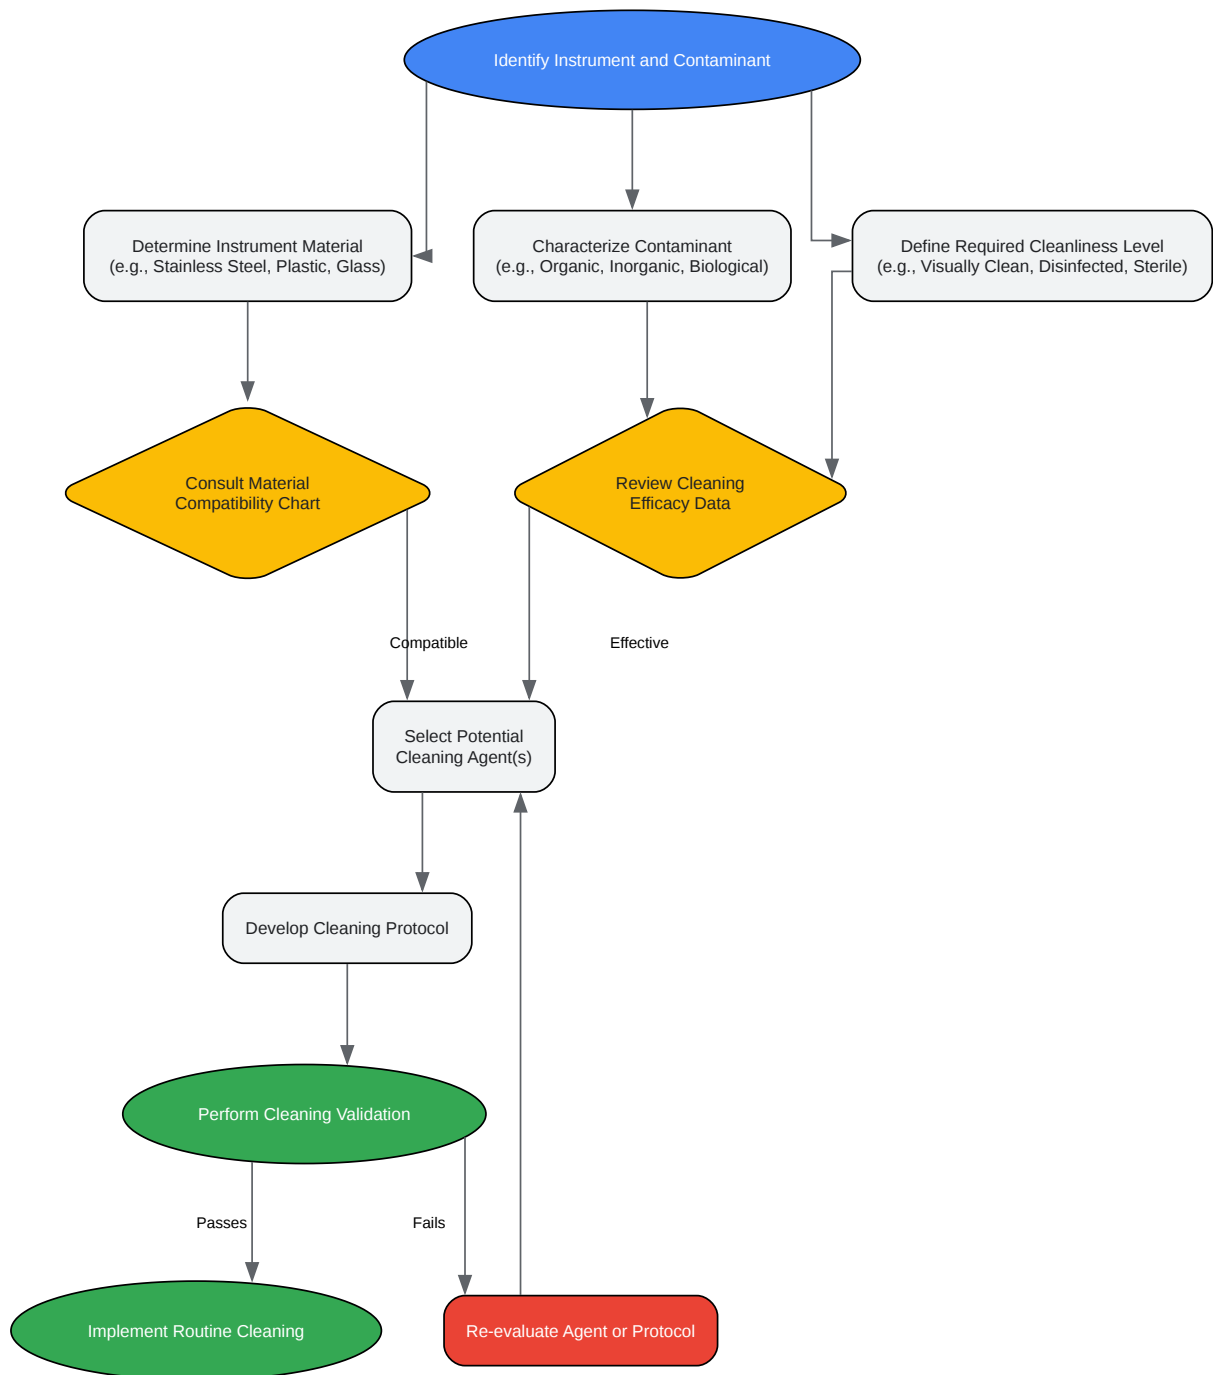 Identify Instrument and Contaminant
Determine Instrument Material
(e.g., Stainless Steel, Plastic, Glass)
Characterize Contaminant
(e.g., Organic, Inorganic, Biological)
Define Required Cleanliness Level
(e.g., Visually Clean, Disinfected, Sterile)
Consult Material
Compatibility Chart
Review Cleaning
Efficacy Data
Compatible
Effective
Select Potential
Cleaning Agent(s)
Develop Cleaning Protocol
Perform Cleaning Validation
Passes
Fails
Implement Routine Cleaning
Re-evaluate Agent or Protocol